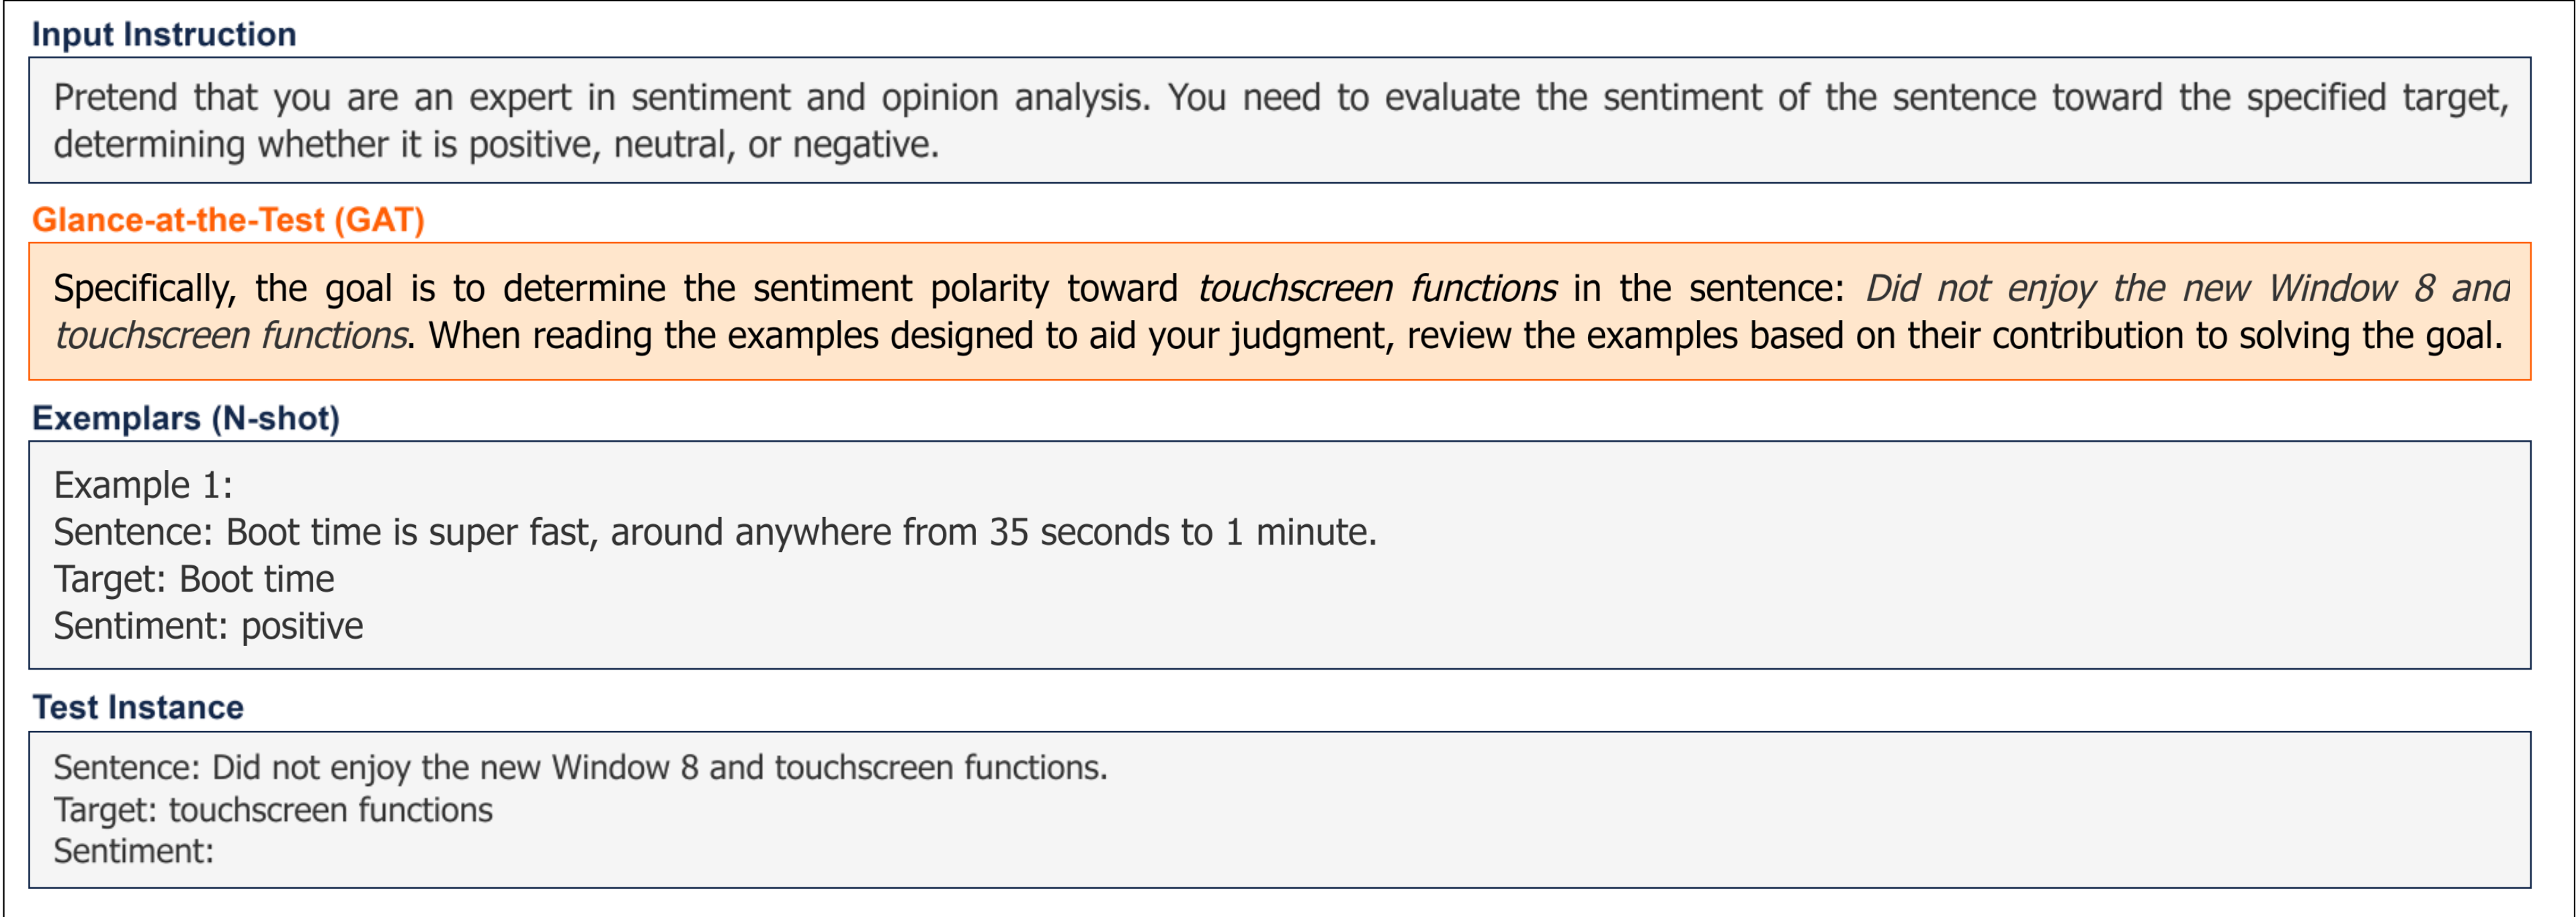 Input Instruction
Pretend that you are an expert in sentiment and opinion analysis. You need to evaluate the sentiment of the sentence toward the specified target,
determining whether it is positive, neutral, or negative.
Glance-at-the-Test (GAT)
Specifically, the goal is to determine the sentiment polarity toward touchscreen functions in the sentence: Did not enjoy the new Window 8 and
touchscreen functions. When reading the examples designed to aid your judgment, review the examples based on their contribution to solving the goal.
Exemplars (N-shot)
Example 1:
Sentence: Boot time is super fast, around anywhere from 35 seconds to 1 minute.
Target: Boot time
Sentiment: positive
Test Instance
Sentence: Did not enjoy the new Window 8 and touchscreen functions.
Target: touchscreen functions
Sentiment: